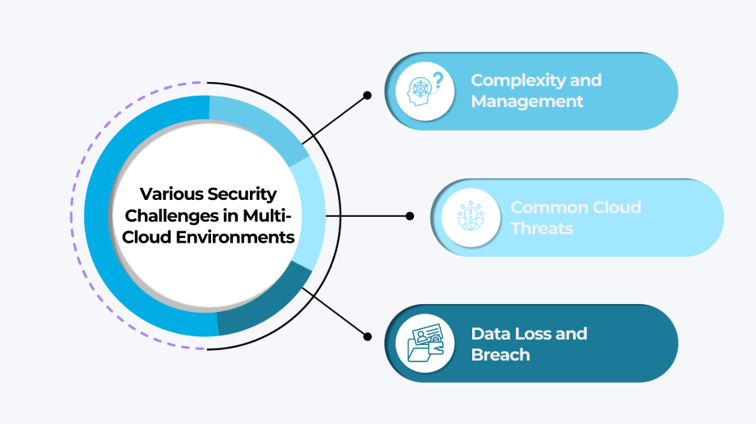 Various Security
Challenges in Multi-
Cloud Environments
Complexity and
Management
Common Cloud
Threats
Data Loss and
Breach